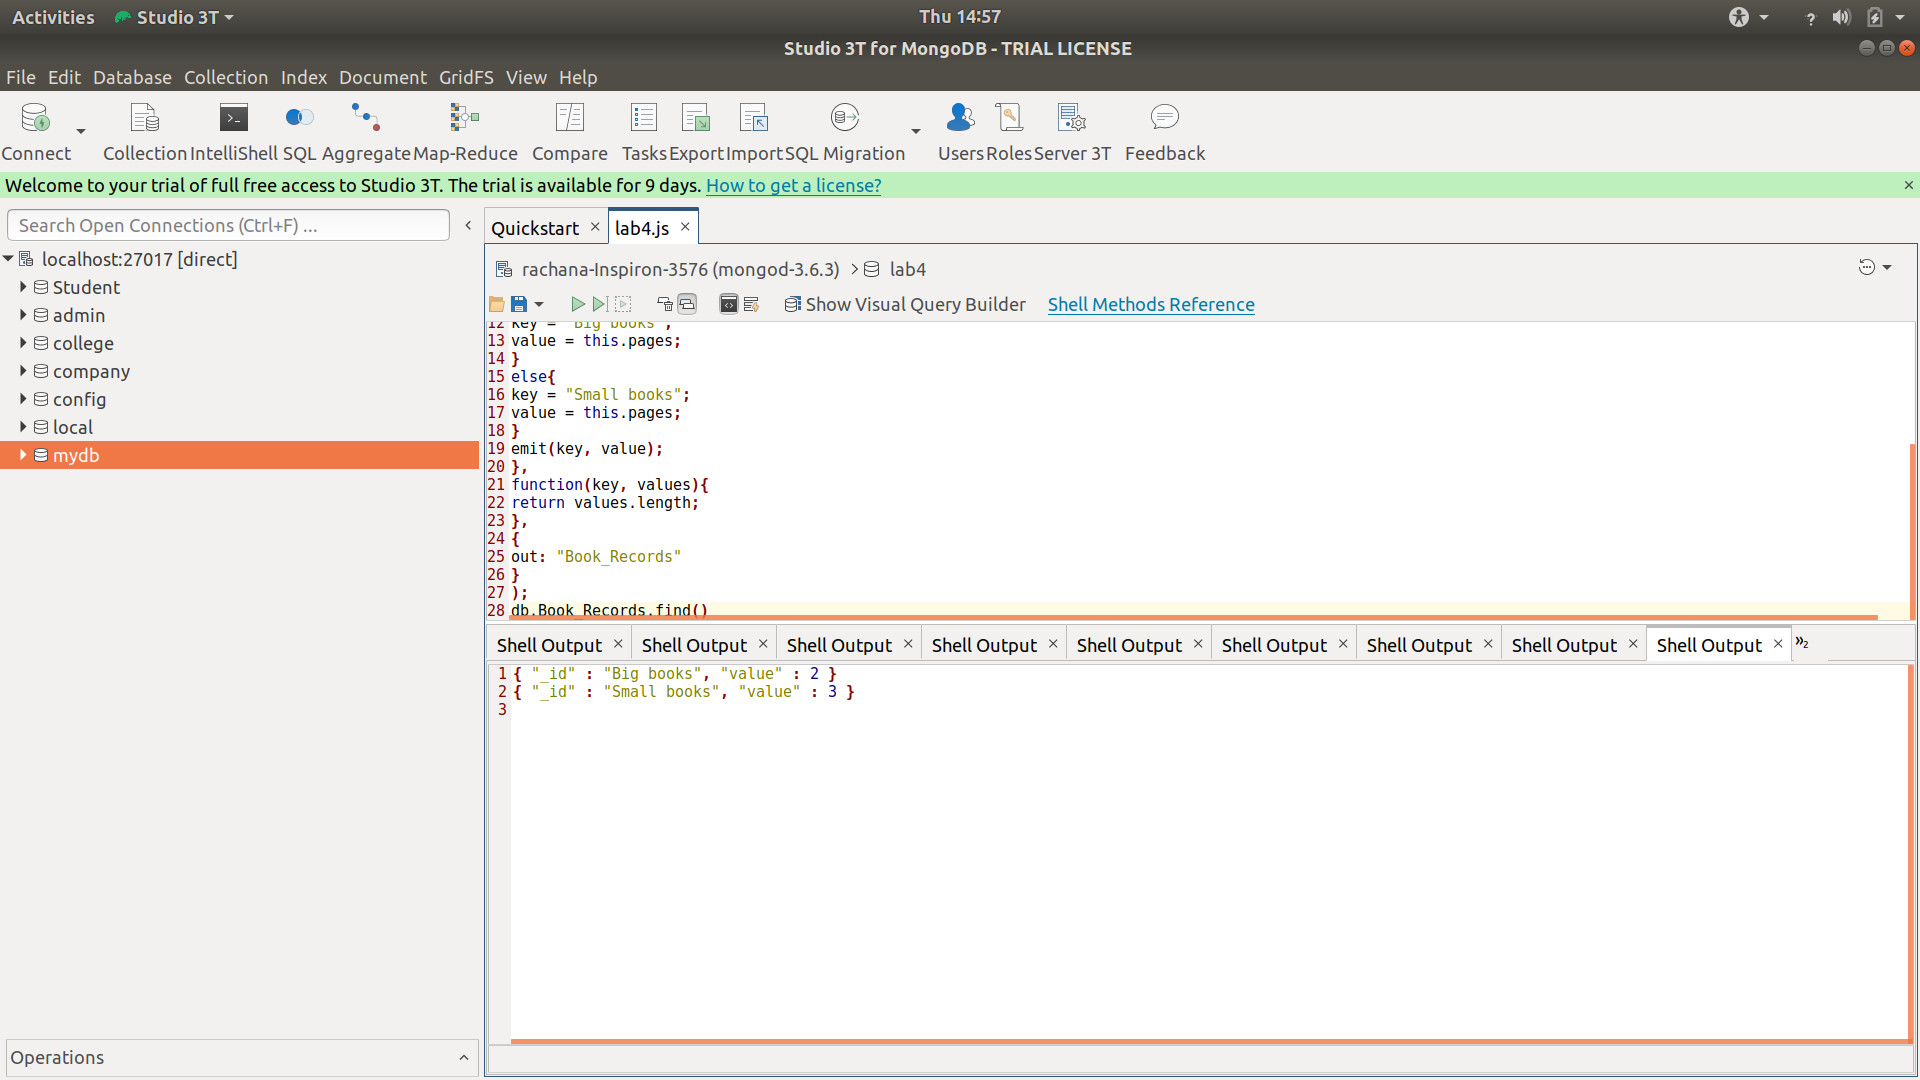 Activities Studio 3T Thu 14:57
Studio 3T for MongoDB - TRIAL LICENSE
File Edit Database Collection Index Document GridFS View Help
Connect Collection IntelliShell SQL Aggregate Map-Reduce Compare Tasks Export Import SQL Migration Users Roles Server 3T Feedback
Welcome to your trial of full free access to Studio 3T. The trial is available for 9 days. How to get a license?
Search Open Connections (Ctrl+F) ...
localhost:27017 [direct]
Student
admin
college
company
config
local
mydb
Operations
Quickstart lab4.js
rachana-Inspiron-3576 (mongod-3.6.3) > lab4
Show Visual Query Builder Shell Methods Reference
12 key = "Big books";
13 value = this.pages;
14 }
15 else{
16 key = "Small books";
17 value = this.pages;
18 }
19 emit(key, value);
20 },
21 function(key, values){
22 return values.length;
23 },
24 {
25 out: "Book_Records"
26 }
27 );
28 db.Book_Records.find()
Shell Output Shell Output Shell Output Shell Output Shell Output Shell Output Shell Output Shell Output Shell Output »2
1 { "_id" : "Big books", "value" : 2 }
2 { "_id" : "Small books", "value" : 3 }
3